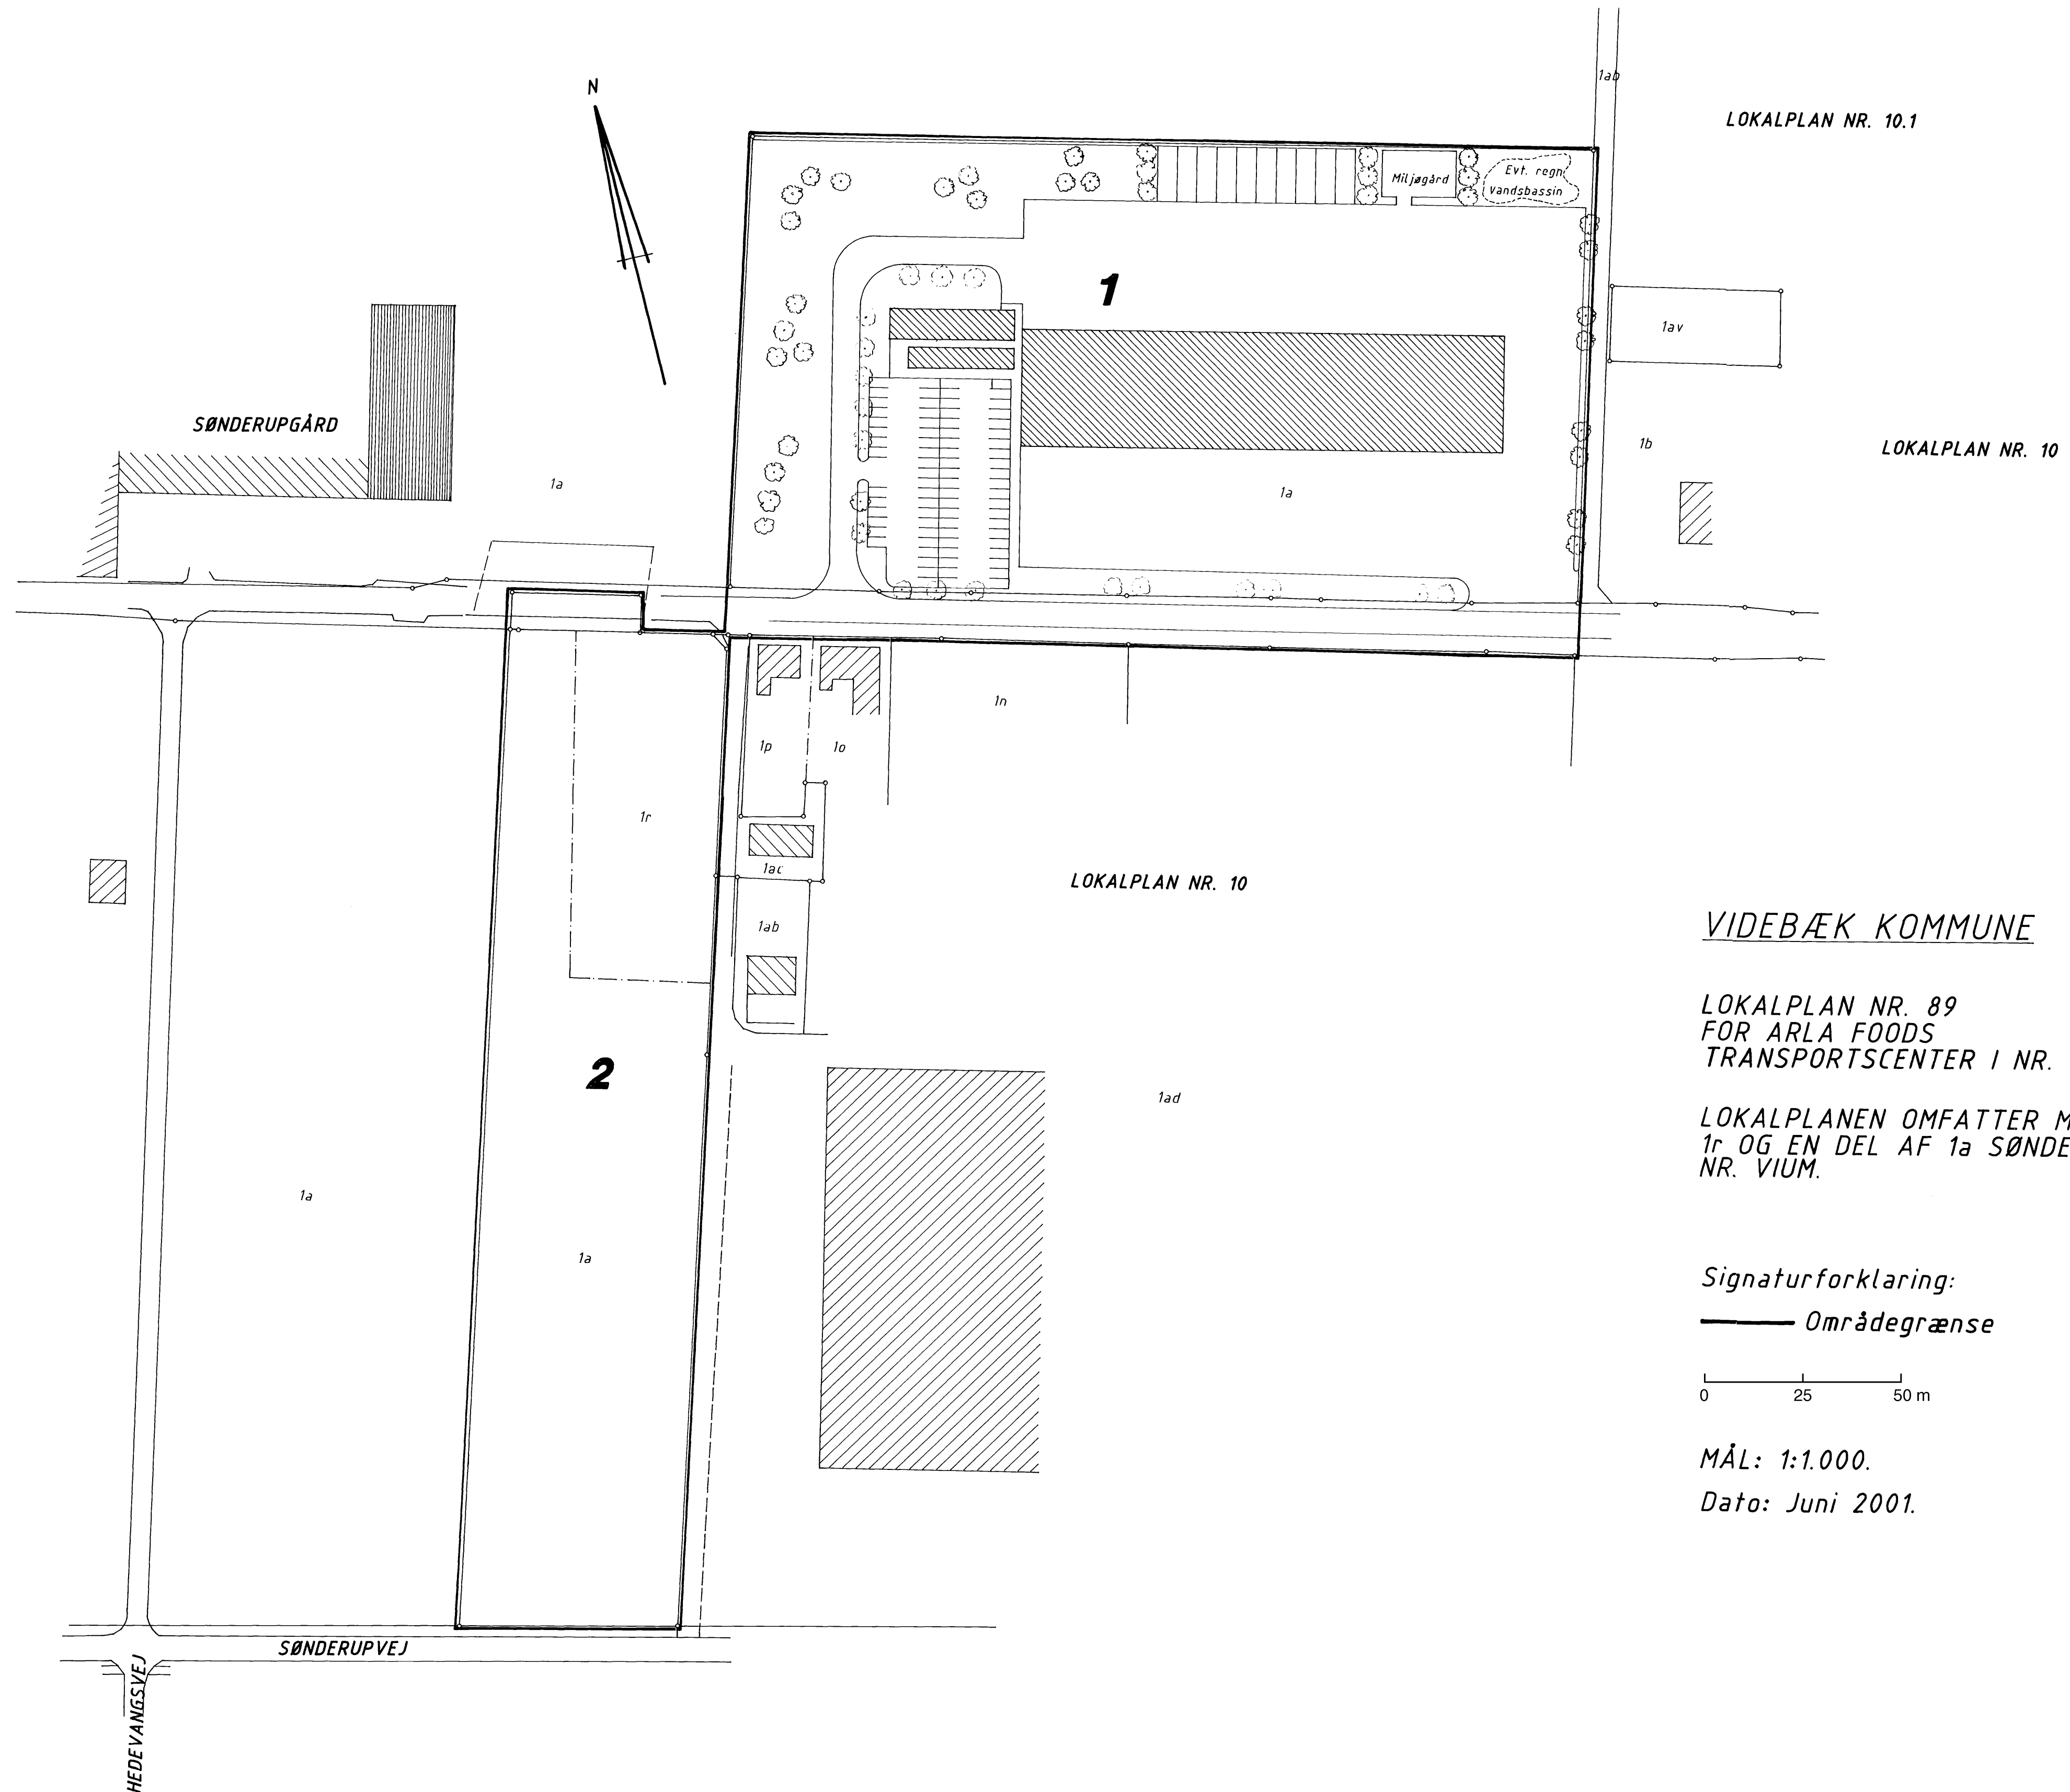 N
1ab
LOKALPLAN NR. 10.1
Miljøgård
Evt. regn
vandsbassin
1
1av
SØNDERUPGÅRD
1a
1a
1b
LOKALPLAN NR. 10
1n
1p
1o
1r
1ac
LOKALPLAN NR. 10
1ab
2
1ad
1a
1a
SØNDERUPVEJ
HEDEVANGSVEJ
VIDEBÆK KOMMUNE
LOKALPLAN NR. 89
FOR ARLA FOODS
TRANSPORTSCENTER I NR.
LOKALPLANEN OMFATTER M
1r OG EN DEL AF 1a SØNDE
NR. VIUM.
Signaturforklaring:
Områdegrænse
0 25 50 m
MÅL: 1:1.000.
Dato: Juni 2001.